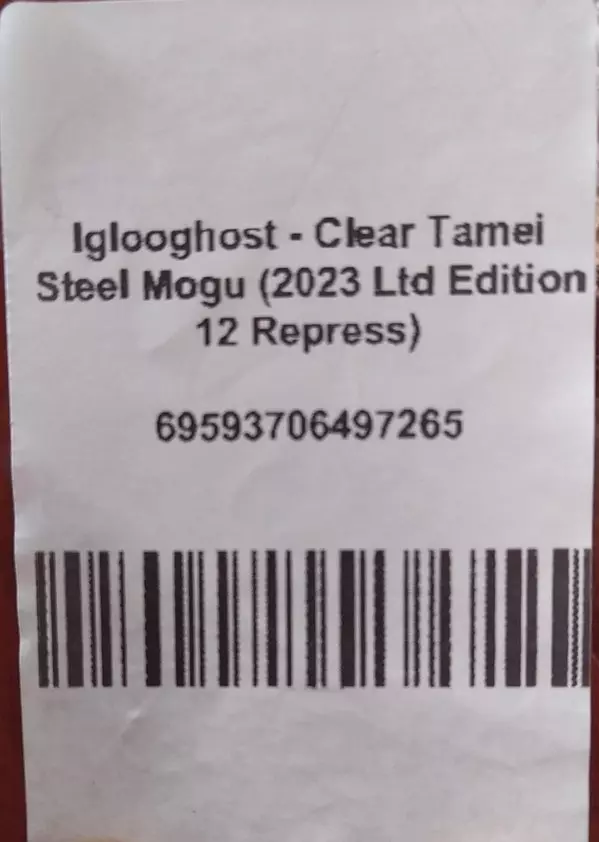 Iglooghost - Clear Tamei
Steel Mogu (2023 Ltd Edition
12 Repress)
69593706497265